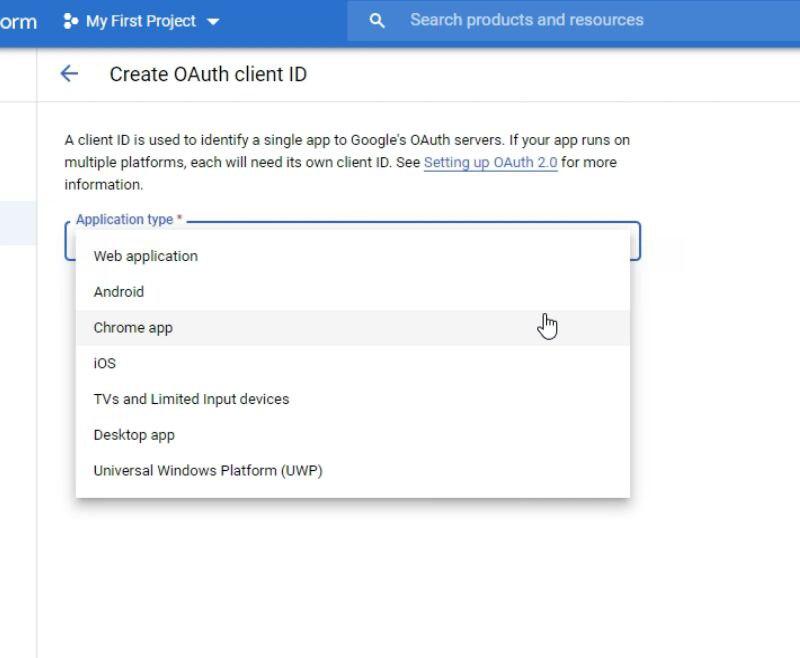 orm My First Project Search products and resources
Create OAuth client ID
A client ID is used to identify a single app to Google's OAuth servers. If your app runs on
multiple platforms, each will need its own client ID. See Setting up OAuth 2.0 for more
information.
Application type *
Web application
Android
Chrome app
iOS
TVs and Limited Input devices
Desktop app
Universal Windows Platform (UWP)